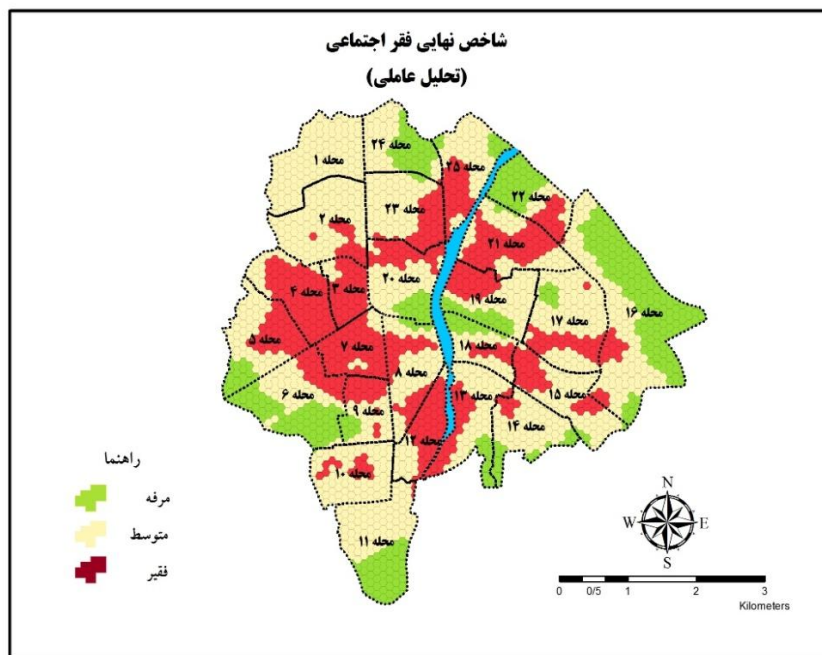 شاخص نهایی فقر اجتماعی
(تحلیل عاملی)
محله ۲۴
محله ۱
محله ۲۵
محله ۲۲
محله ۲۳
محله ۲
محله ۲۱
محله ۲۰
محله ۳
محله ۴
محله ۱۹
محله ۱۶
محله ۱۷
محله ۵
محله ۷
محله ۱۸
محله ۸
محله ۶
محله ۱۳
محله ۱۵
محله ۹
محله ۱۴
محله ۱۲
محله ۱۰
محله ۱۱
راهنما
مرفه
متوسط
فقیر
N
W E
S
0 0/5 1 2 3
Kilometers